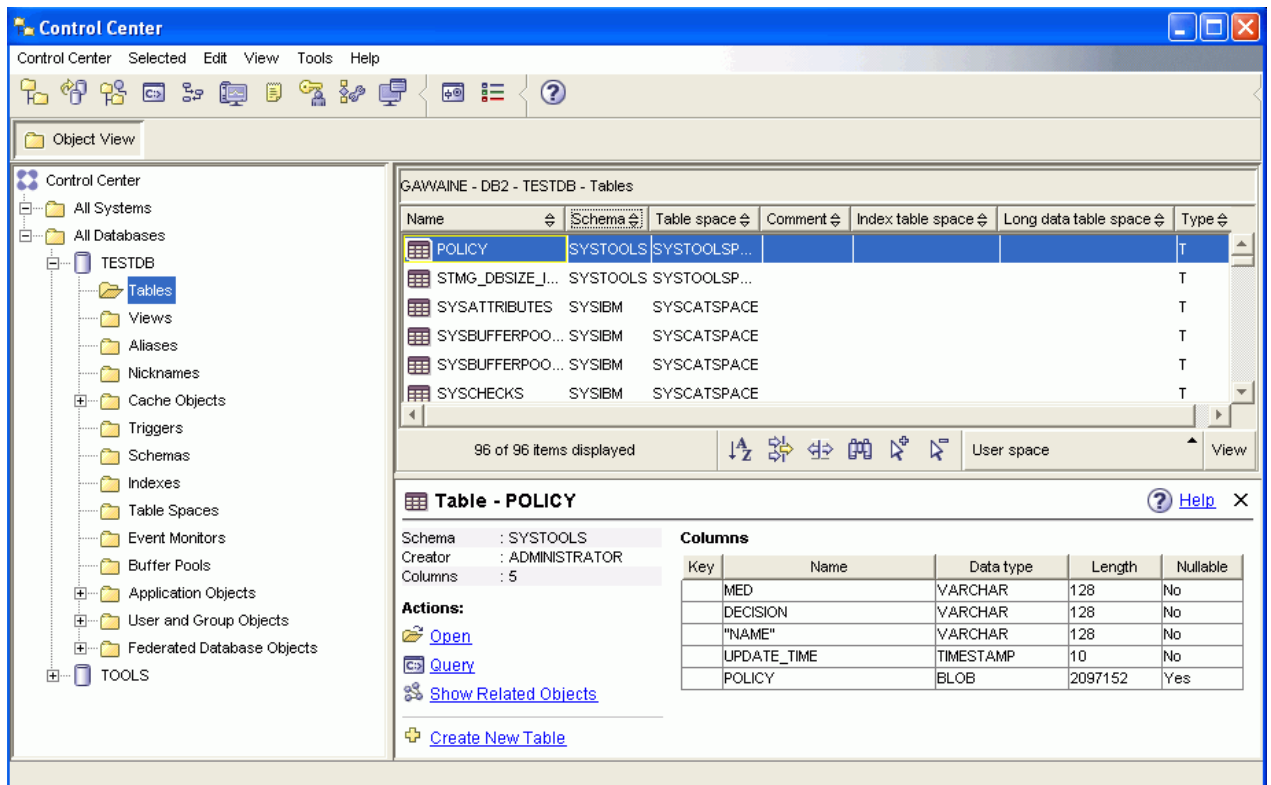 Control Center
Control Center Selected Edit View Tools Help
Object View
Control Center
All Systems
All Databases
TESTDB
Tables
Views
Aliases
Nicknames
Cache Objects
Triggers
Schemas
Indexes
Table Spaces
Event Monitors
Buffer Pools
Application Objects
User and Group Objects
Federated Database Objects
TOOLS
GAWAINE - DB2 - TESTDB - Tables
Name Schema Table space Comment Index table space Long data table space Type
POLICY SYSTOOLS SYSTOOLSP... T
STMG_DBSIZE_I... SYSTOOLS SYSTOOLSP... T
SYSATTRIBUTES SYSIBM SYSCATSPACE T
SYSBUFFERPOO... SYSIBM SYSCATSPACE T
SYSBUFFERPOO... SYSIBM SYSCATSPACE T
SYSCHECKS SYSIBM SYSCATSPACE T
96 of 96 items displayed User space View
Table - POLICY Help
Schema : SYSTOOLS
Creator : ADMINISTRATOR
Columns : 5
Actions:
Open
Query
Show Related Objects
Create New Table
Columns
Key Name Data type Length Nullable
MED VARCHAR 128 No
DECISION VARCHAR 128 No
"NAME" VARCHAR 128 No
UPDATE_TIME TIMESTAMP 10 No
POLICY BLOB 2097152 Yes